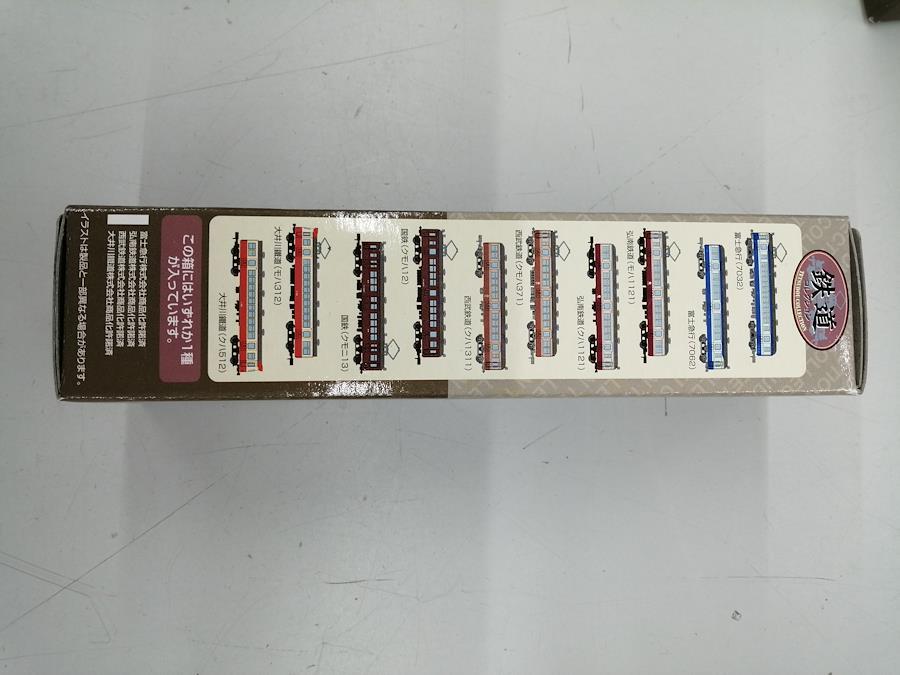 鉄道
コレクション
富士急行(7032)
富士急行(7062)
弘南鉄道(モハ1121)
弘南鉄道(クハ1121)
西武鉄道(クモハ371)
西武鉄道(クハ1311)
国鉄(クモハ12)
国鉄(クモニ13)
大井川鐵道(モハ312)
大井川鐵道(クハ512)
この箱にはいずれか1種
が入っています。
富士急行株式会社商品化許諾済
弘南鉄道株式会社商品化許諾済
西武鉄道株式会社商品化許諾済
大井川鐵道株式会社商品化許諾済
イラストは製品と一部異なる場合があります。